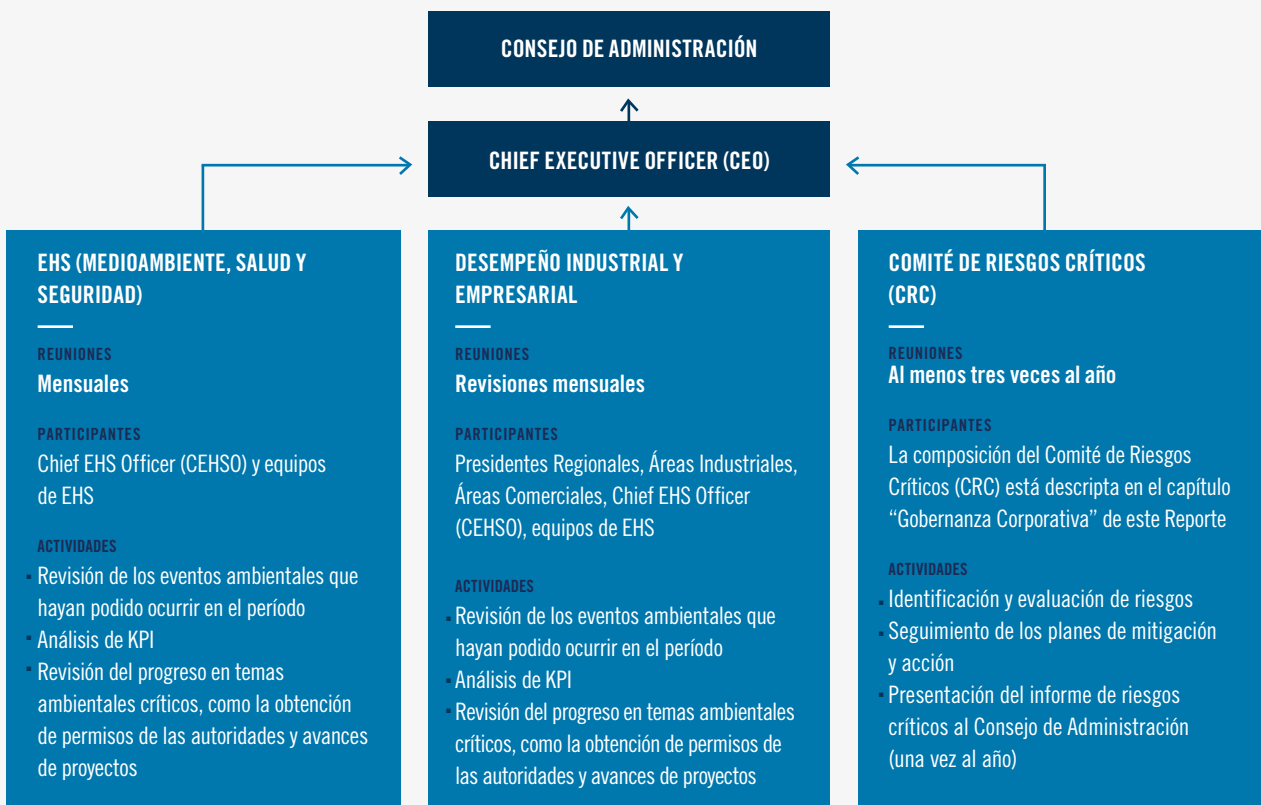 CONSEJO DE ADMINISTRACIÓN
CHIEF EXECUTIVE OFFICER (CEO)
EHS (MEDIOAMBIENTE, SALUD Y
SEGURIDAD)
REUNIONES
Mensuales
PARTICIPANTES
Chief EHS Officer (CEHSO) y equipos
de EHS
ACTIVIDADES
▪ Revisión de los eventos ambientales que
hayan podido ocurrir en el período
▪ Análisis de KPI
▪ Revisión del progreso en temas
ambientales críticos, como la obtención
de permisos de las autoridades y avances
de proyectos
DESEMPEÑO INDUSTRIAL Y
EMPRESARIAL
REUNIONES
Revisiones mensuales
PARTICIPANTES
Presidentes Regionales, Áreas Industriales,
Áreas Comerciales, Chief EHS Officer
(CEHSO), equipos de EHS
ACTIVIDADES
▪ Revisión de los eventos ambientales que
hayan podido ocurrir en el período
▪ Análisis de KPI
▪ Revisión del progreso en temas ambientales
críticos, como la obtención de permisos de
las autoridades y avances de proyectos
COMITÉ DE RIESGOS CRÍTICOS
(CRC)
REUNIONES
Al menos tres veces al año
PARTICIPANTES
La composición del Comité de Riesgos
Críticos (CRC) está descripta en el capítulo
“Gobernanza Corporativa” de este Reporte
ACTIVIDADES
▪ Identificación y evaluación de riesgos
▪ Seguimiento de los planes de mitigación
y acción
▪ Presentación del informe de riesgos
críticos al Consejo de Administración
(una vez al año)